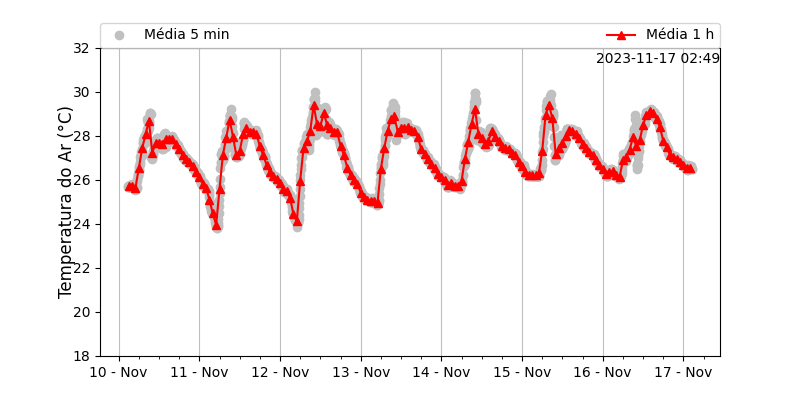 Média 5 min
Média 1 h
2023-11-17 02:49
Temperatura do Ar (°C)
32
30
28
26
24
22
20
18
10 - Nov
11 - Nov
12 - Nov
13 - Nov
14 - Nov
15 - Nov
16 - Nov
17 - Nov